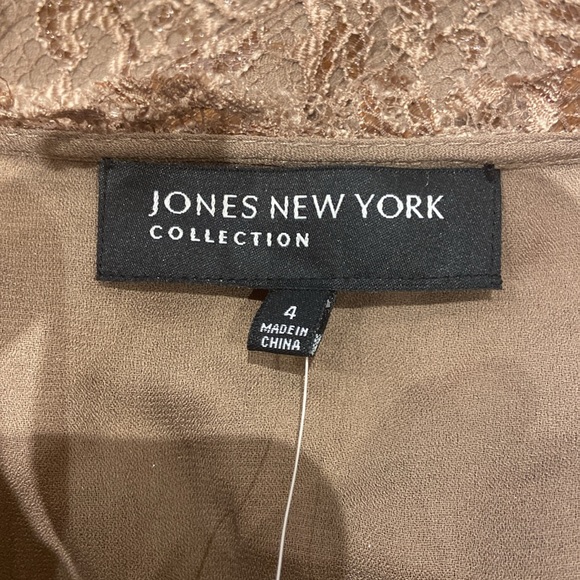 JONES NEW YORK
COLLECTION
4
MADE IN
CHINA